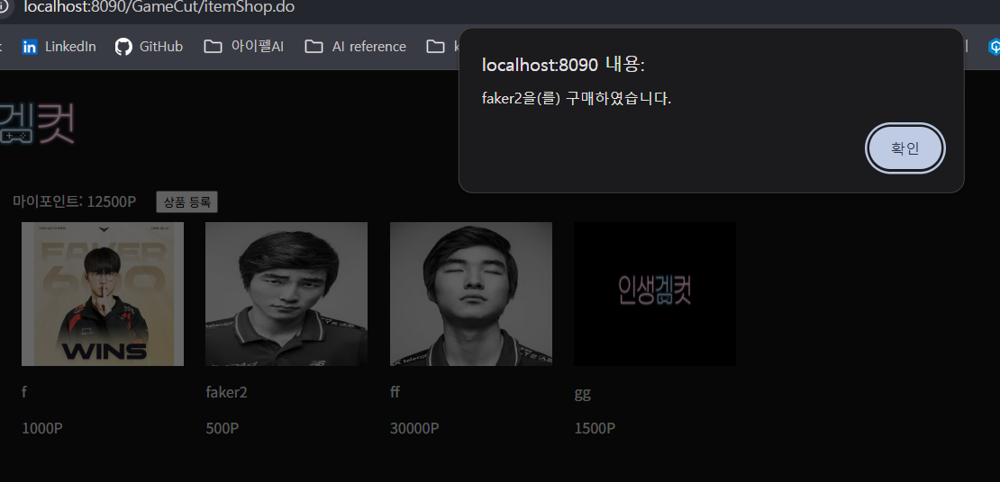 localhost:8090/GameCut/itemShop.do
LinkedIn GitHub 아이펠AI AI reference
localhost:8090 내용:
faker2을(를) 구매하였습니다.
확인
겜컷
마이포인트: 12500P 상품 등록
FAKER
600
WINS
인생겜컷
f faker2 ff gg
1000P 500P 30000P 1500P